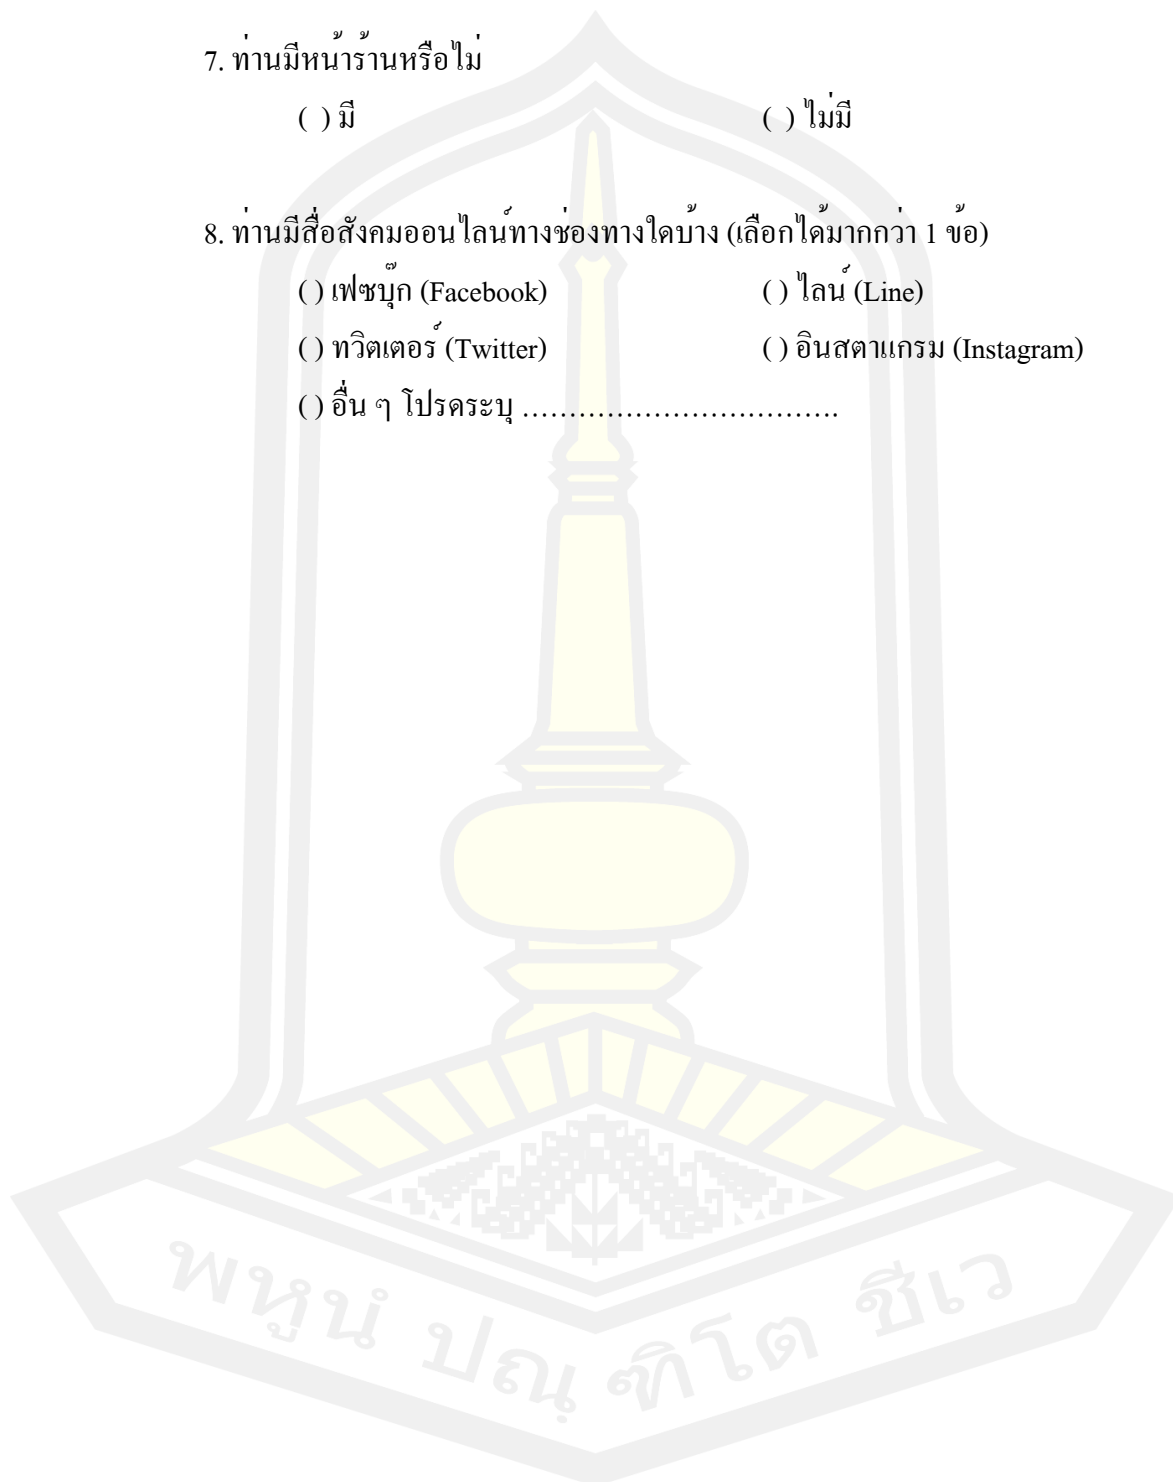 7. ท่านมีหน้าร้านหรือไม่
( ) มี ( ) ไม่มี
8. ท่านมีสื่อสังคมออนไลน์ทางช่องทางใดบ้าง (เลือกได้มากกว่า 1 ข้อ)
( ) เฟซบุ๊ก (Facebook) ( ) ไลน์ (Line)
( ) ทวิตเตอร์ (Twitter) ( ) อินสตาแกรม (Instagram)
( ) อื่น ๆ โปรดระบุ ……………………………….
พหูนํ ปณฺฑิโต ชีเว